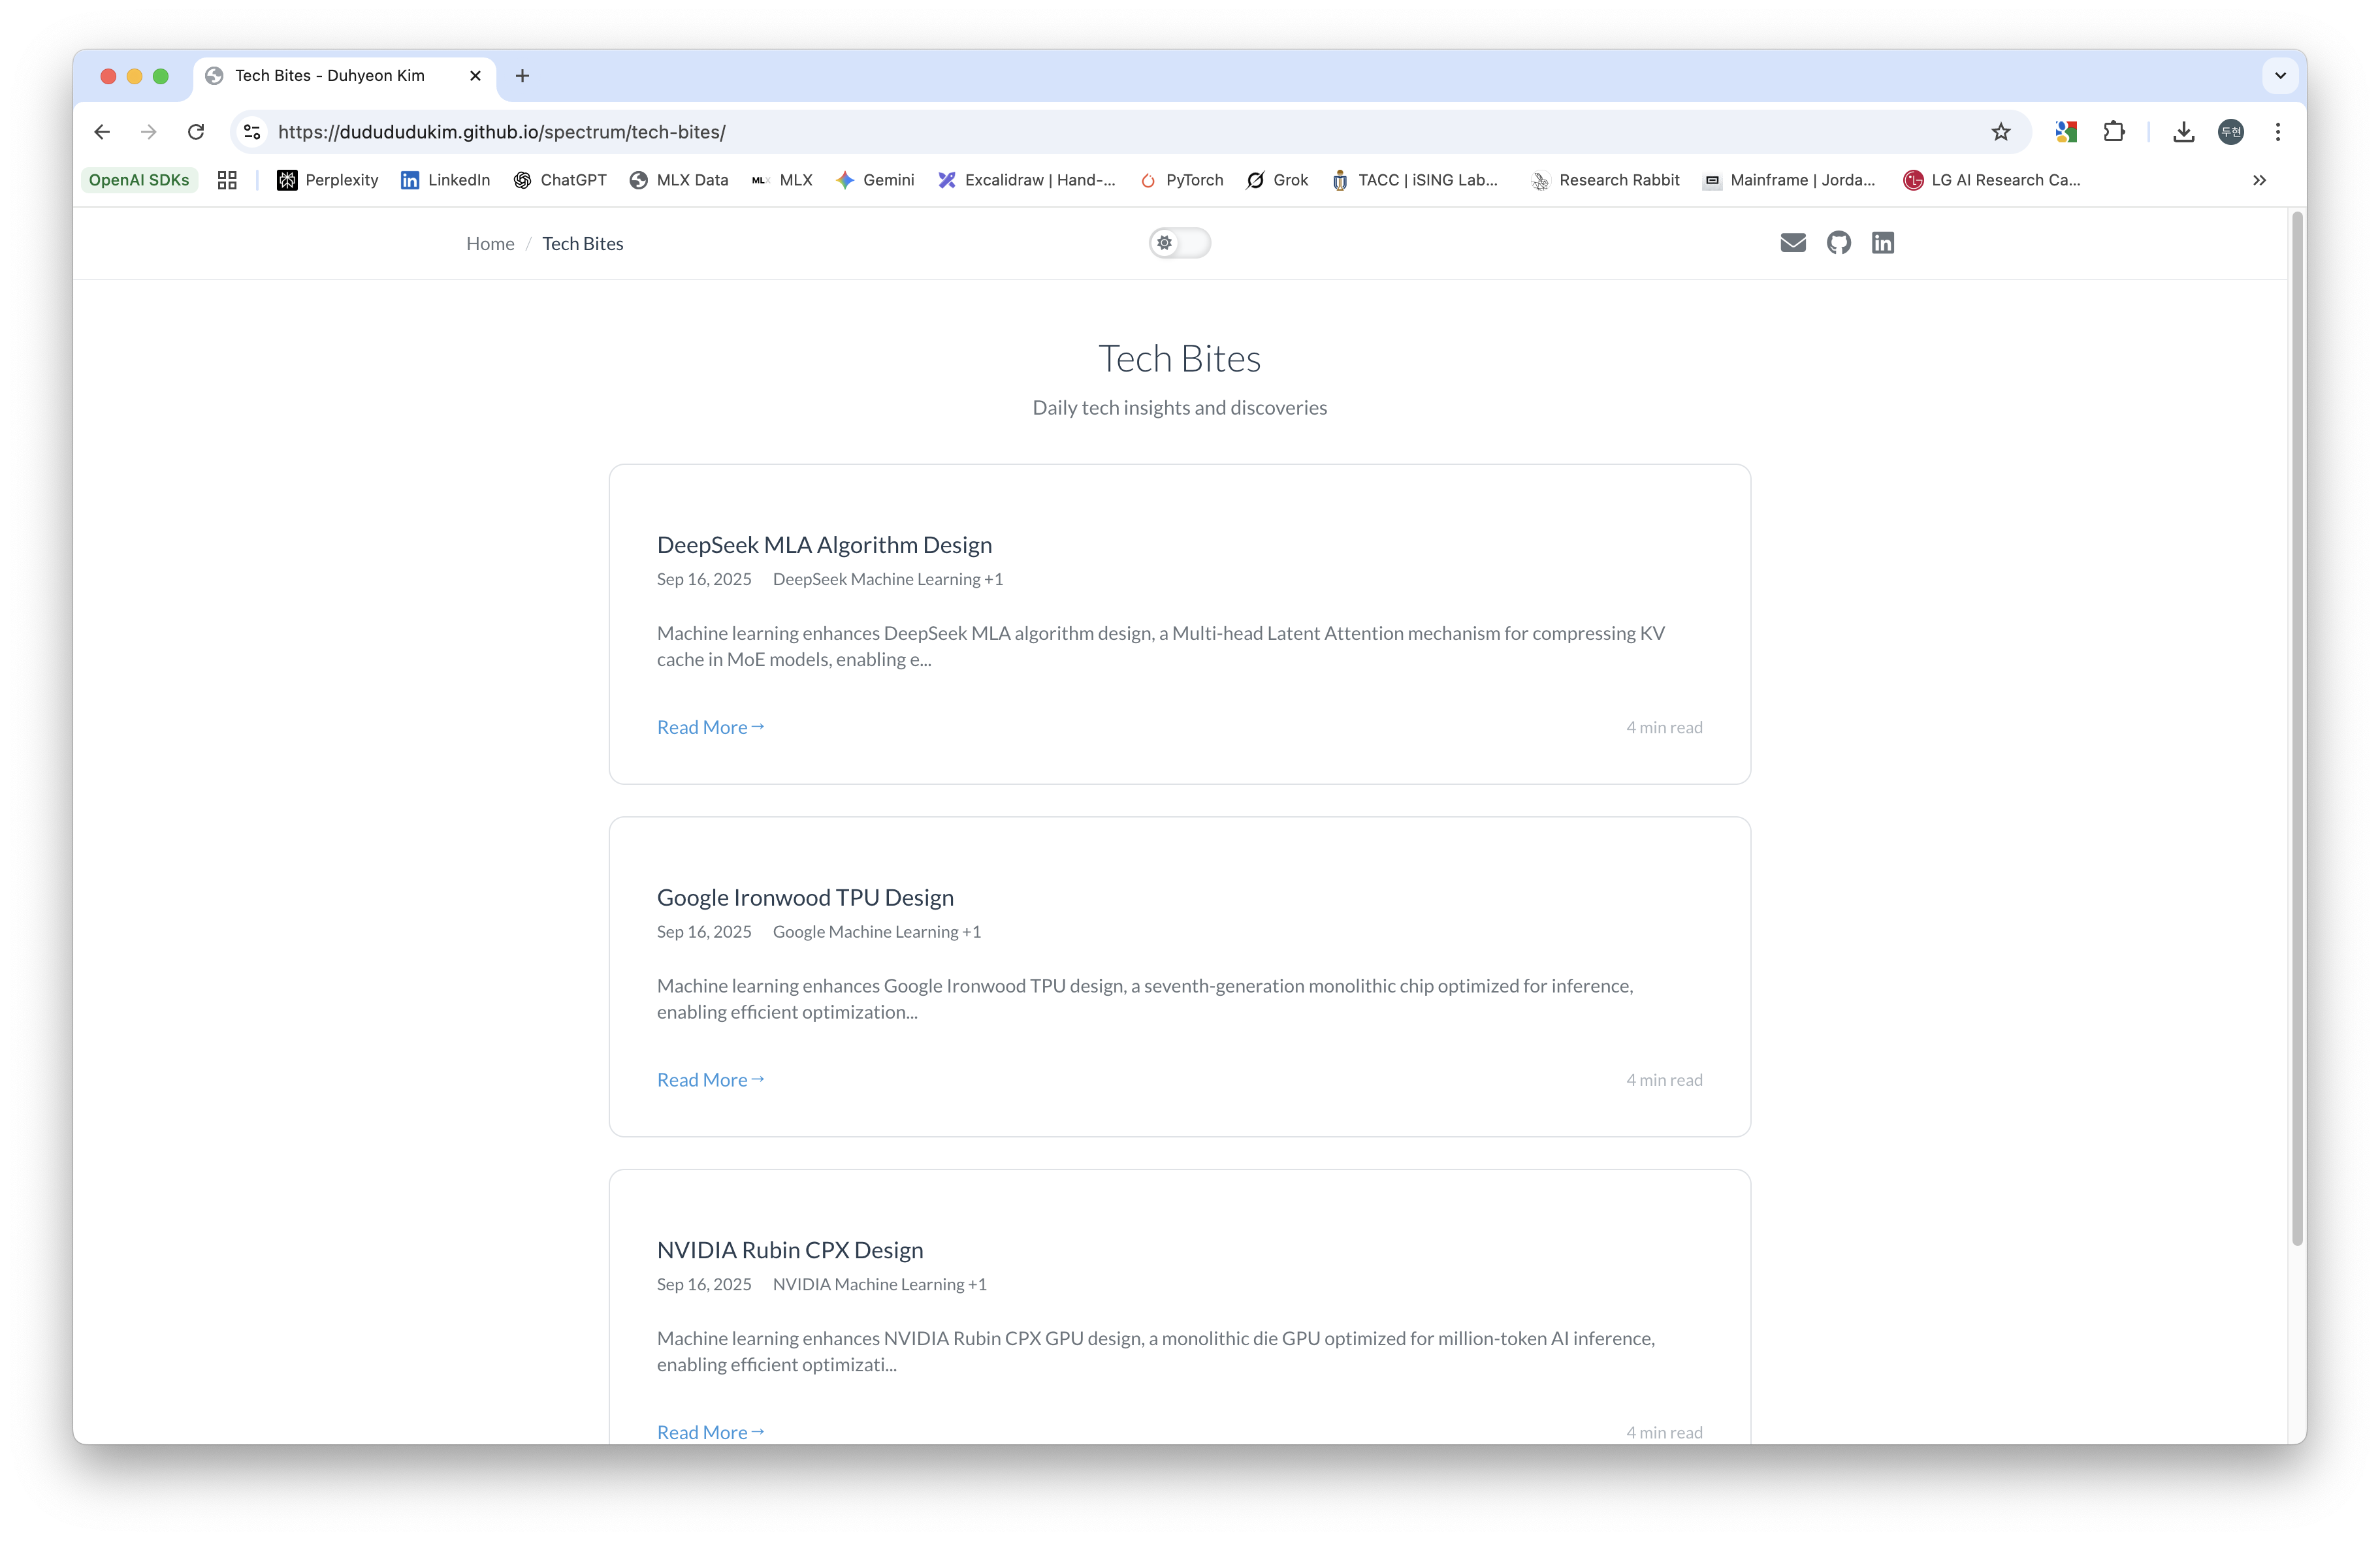 Tech Bites - Duhyeon Kim
https://dudududukim.github.io/spectrum/tech-bites/
두현
OpenAI SDKs
Perplexity
LinkedIn
ChatGPT
MLX Data
MLX MLX
Gemini
Excalidraw | Hand-...
PyTorch
Grok
TACC | iSING Lab...
Research Rabbit
Mainframe | Jorda...
LG AI Research Ca...
Home / Tech Bites
Tech Bites
Daily tech insights and discoveries
DeepSeek MLA Algorithm Design
Sep 16, 2025 DeepSeek Machine Learning +1
Machine learning enhances DeepSeek MLA algorithm design, a Multi-head Latent Attention mechanism for compressing KV
cache in MoE models, enabling e...
Read More → 4 min read
Google Ironwood TPU Design
Sep 16, 2025 Google Machine Learning +1
Machine learning enhances Google Ironwood TPU design, a seventh-generation monolithic chip optimized for inference,
enabling efficient optimization...
Read More → 4 min read
NVIDIA Rubin CPX Design
Sep 16, 2025 NVIDIA Machine Learning +1
Machine learning enhances NVIDIA Rubin CPX GPU design, a monolithic die GPU optimized for million-token AI inference,
enabling efficient optimizati...
Read More → 4 min read